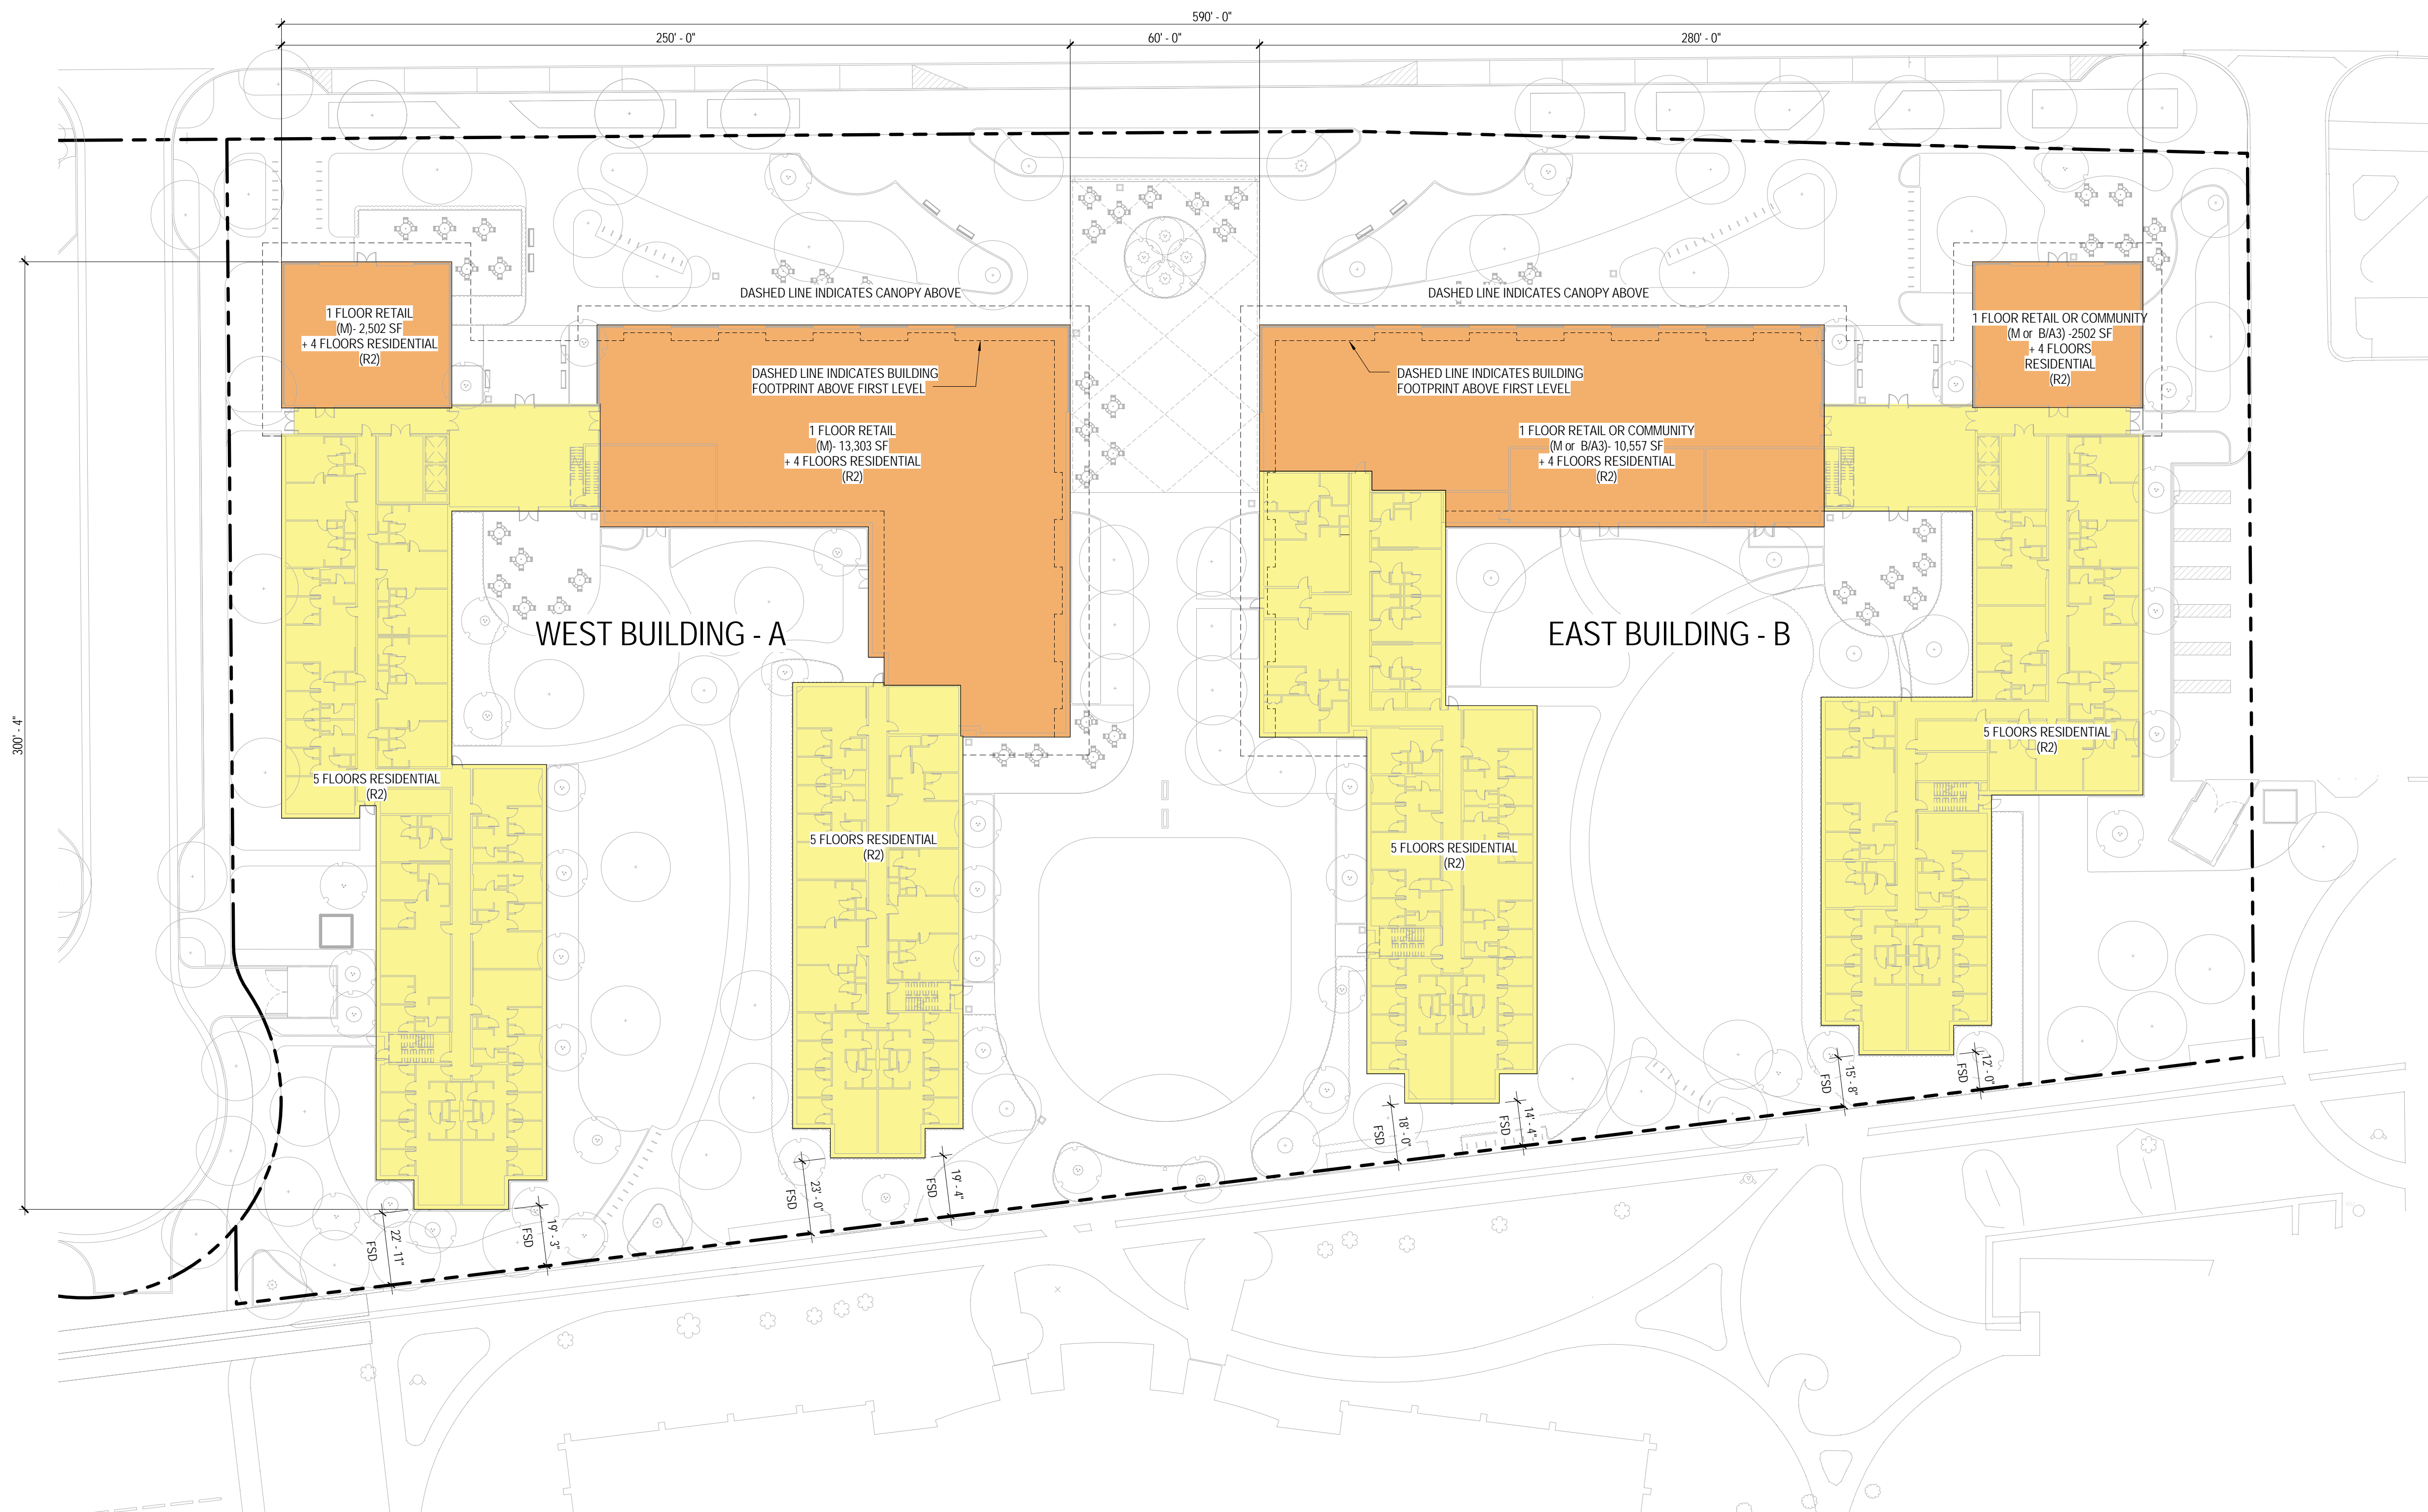 590' - 0"
250' - 0"
60' - 0"
280' - 0"
DASHED LINE INDICATES CANOPY ABOVE
DASHED LINE INDICATES CANOPY ABOVE
1 FLOOR RETAIL
(M)- 2,502 SF
+ 4 FLOORS RESIDENTIAL
(R2)
1 FLOOR RETAIL OR COMMUNITY
(M or B/A3) -2502 SF
+ 4 FLOORS
RESIDENTIAL
(R2)
DASHED LINE INDICATES BUILDING
FOOTPRINT ABOVE FIRST LEVEL
DASHED LINE INDICATES BUILDING
FOOTPRINT ABOVE FIRST LEVEL
1 FLOOR RETAIL
(M)- 13,303 SF
+ 4 FLOORS RESIDENTIAL
(R2)
1 FLOOR RETAIL OR COMMUNITY
(M or B/A3)- 10,557 SF
+ 4 FLOORS RESIDENTIAL
(R2)
WEST BUILDING - A
EAST BUILDING - B
300' - 4"
5 FLOORS RESIDENTIAL
(R2)
5 FLOORS RESIDENTIAL
(R2)
5 FLOORS RESIDENTIAL
(R2)
5 FLOORS RESIDENTIAL
(R2)
22' - 11"
FSD
19' - 3"
FSD
23' - 0"
FSD
19' - 4"
FSD
18' - 0"
FSD
14' - 4"
FSD
15' - 8"
FSD
12' - 0"
FSD